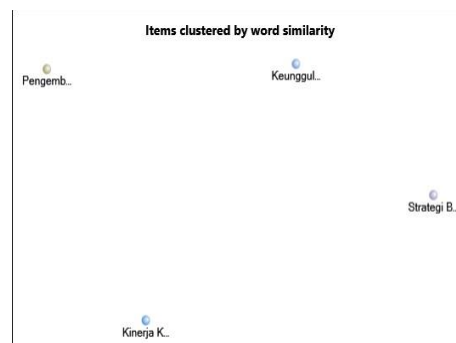 Items clustered by word similarity
Keunggul...
Pengemb...
Strategi B..
Kinerja K...